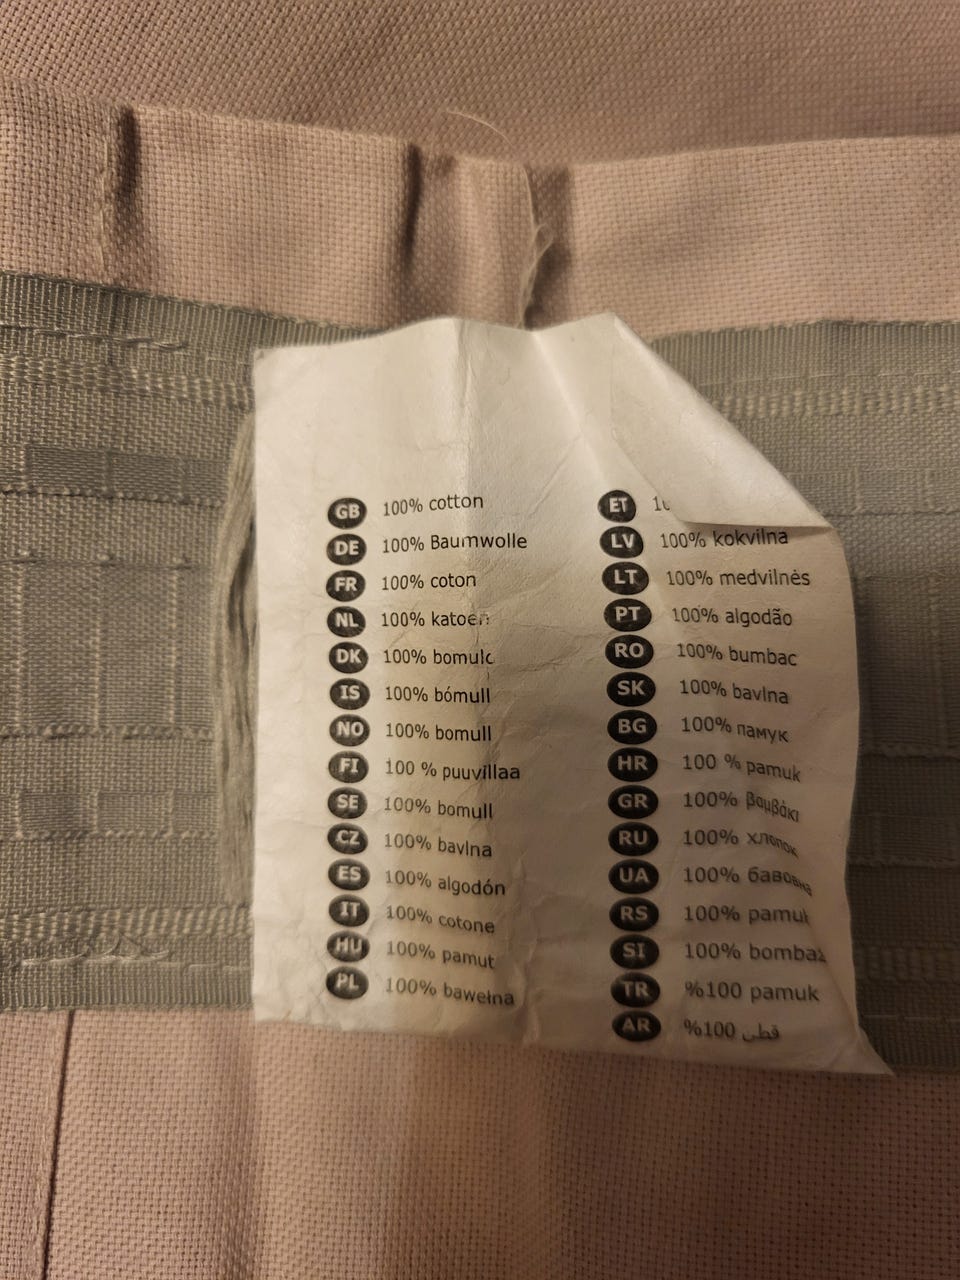 GB 100% cotton
DE 100% Baumwolle
FR 100% coton
NL 100% katoen
DK 100% bomuld
IS 100% bómull
NO 100% bomull
FI 100 % puuvillaa
SE 100% bomull
CZ 100% bavlna
ES 100% algodón
IT 100% cotone
HU 100% pamut
PL 100% bawełna
ET
LV 100% kokvilna
LT 100% medvilnės
PT 100% algodão
RO 100% bumbac
SK 100% bavlna
BG 100% памук
HR 100 % pamuk
GR 100% βαμβάκι
RU 100% хлопок
UA 100% бавовна
RS 100% pamuk
SI 100% bombaž
TR %100 pamuk
AR %100 قطن